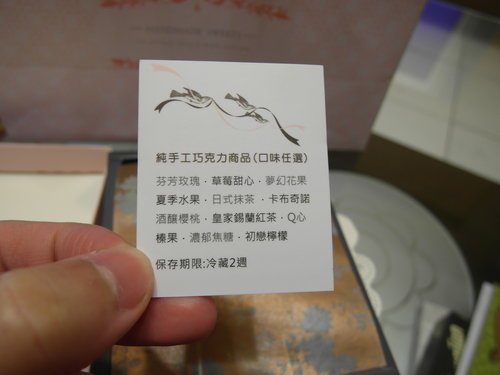 純手工巧克力商品(口味任選)
芬芳玫瑰．草莓甜心．夢幻花果
夏季水果．日式抹茶．卡布奇諾
酒釀櫻桃．皇家錫蘭紅茶．Q心
榛果．濃郁焦糖．初戀檸檬
保存期限:冷藏2週